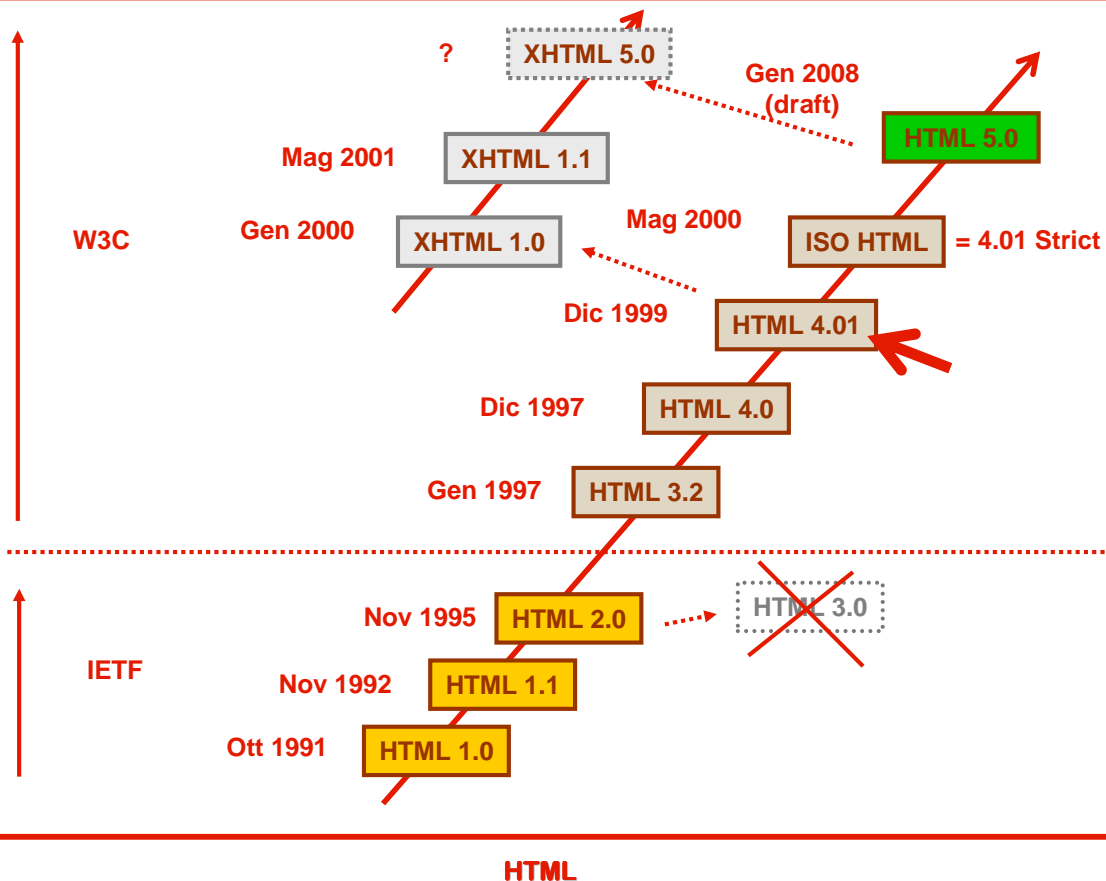 ?
XHTML 5.0
Gen 2008
(draft)
HTML 5.0
Mag 2001
XHTML 1.1
W3C
Gen 2000
XHTML 1.0
Mag 2000
ISO HTML
= 4.01 Strict
Dic 1999
HTML 4.01
Dic 1997
HTML 4.0
Gen 1997
HTML 3.2
Nov 1995
HTML 2.0
HTML 3.0
IETF
Nov 1992
HTML 1.1
Ott 1991
HTML 1.0
HTML